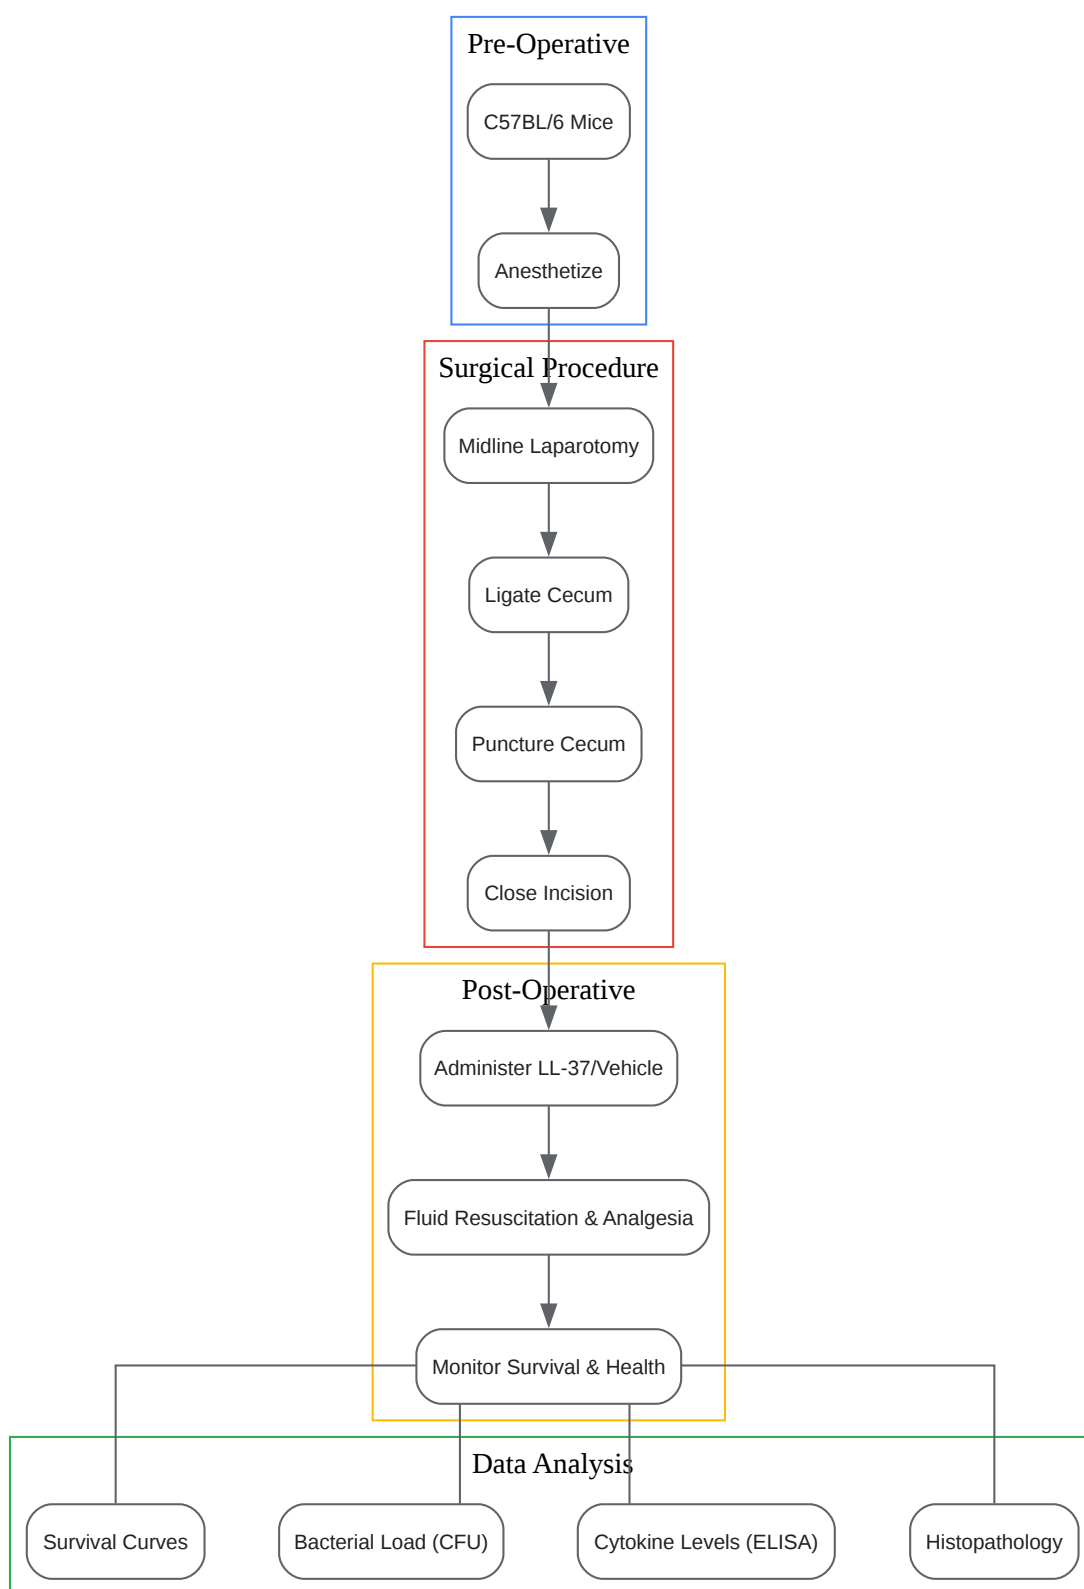 Pre-Operative
C57BL/6 Mice
Anesthetize
Surgical Procedure
Midline Laparotomy
Ligate Cecum
Puncture Cecum
Close Incision
Post-Operative
Administer LL-37/Vehicle
Fluid Resuscitation & Analgesia
Monitor Survival & Health
Data Analysis
Survival Curves
Bacterial Load (CFU)
Cytokine Levels (ELISA)
Histopathology